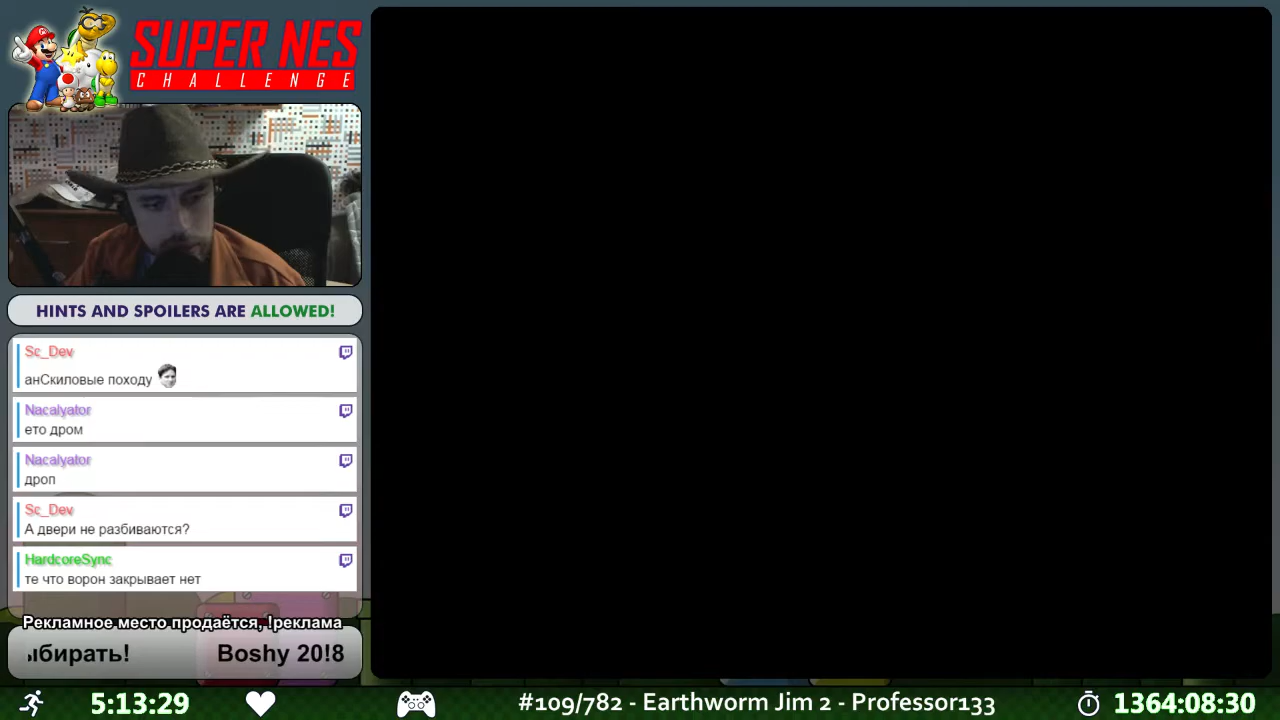 SUPER NES
CHALLENGE
HINTS AND SPOILERS ARE ALLOWED!
Sc_Dev
анСкиловые походу
Nacalyator
ето дром
Nacalyator
дроп
Sc_Dev
А двери не разбиваются?
HardcoreSync
те что ворон закрывает нет
Рекламное место продаётся, !реклама
ыбирать! Boshy 20!8
5:13:29 #109/782 - Earthworm Jim 2 - Professor133 1364:08:30